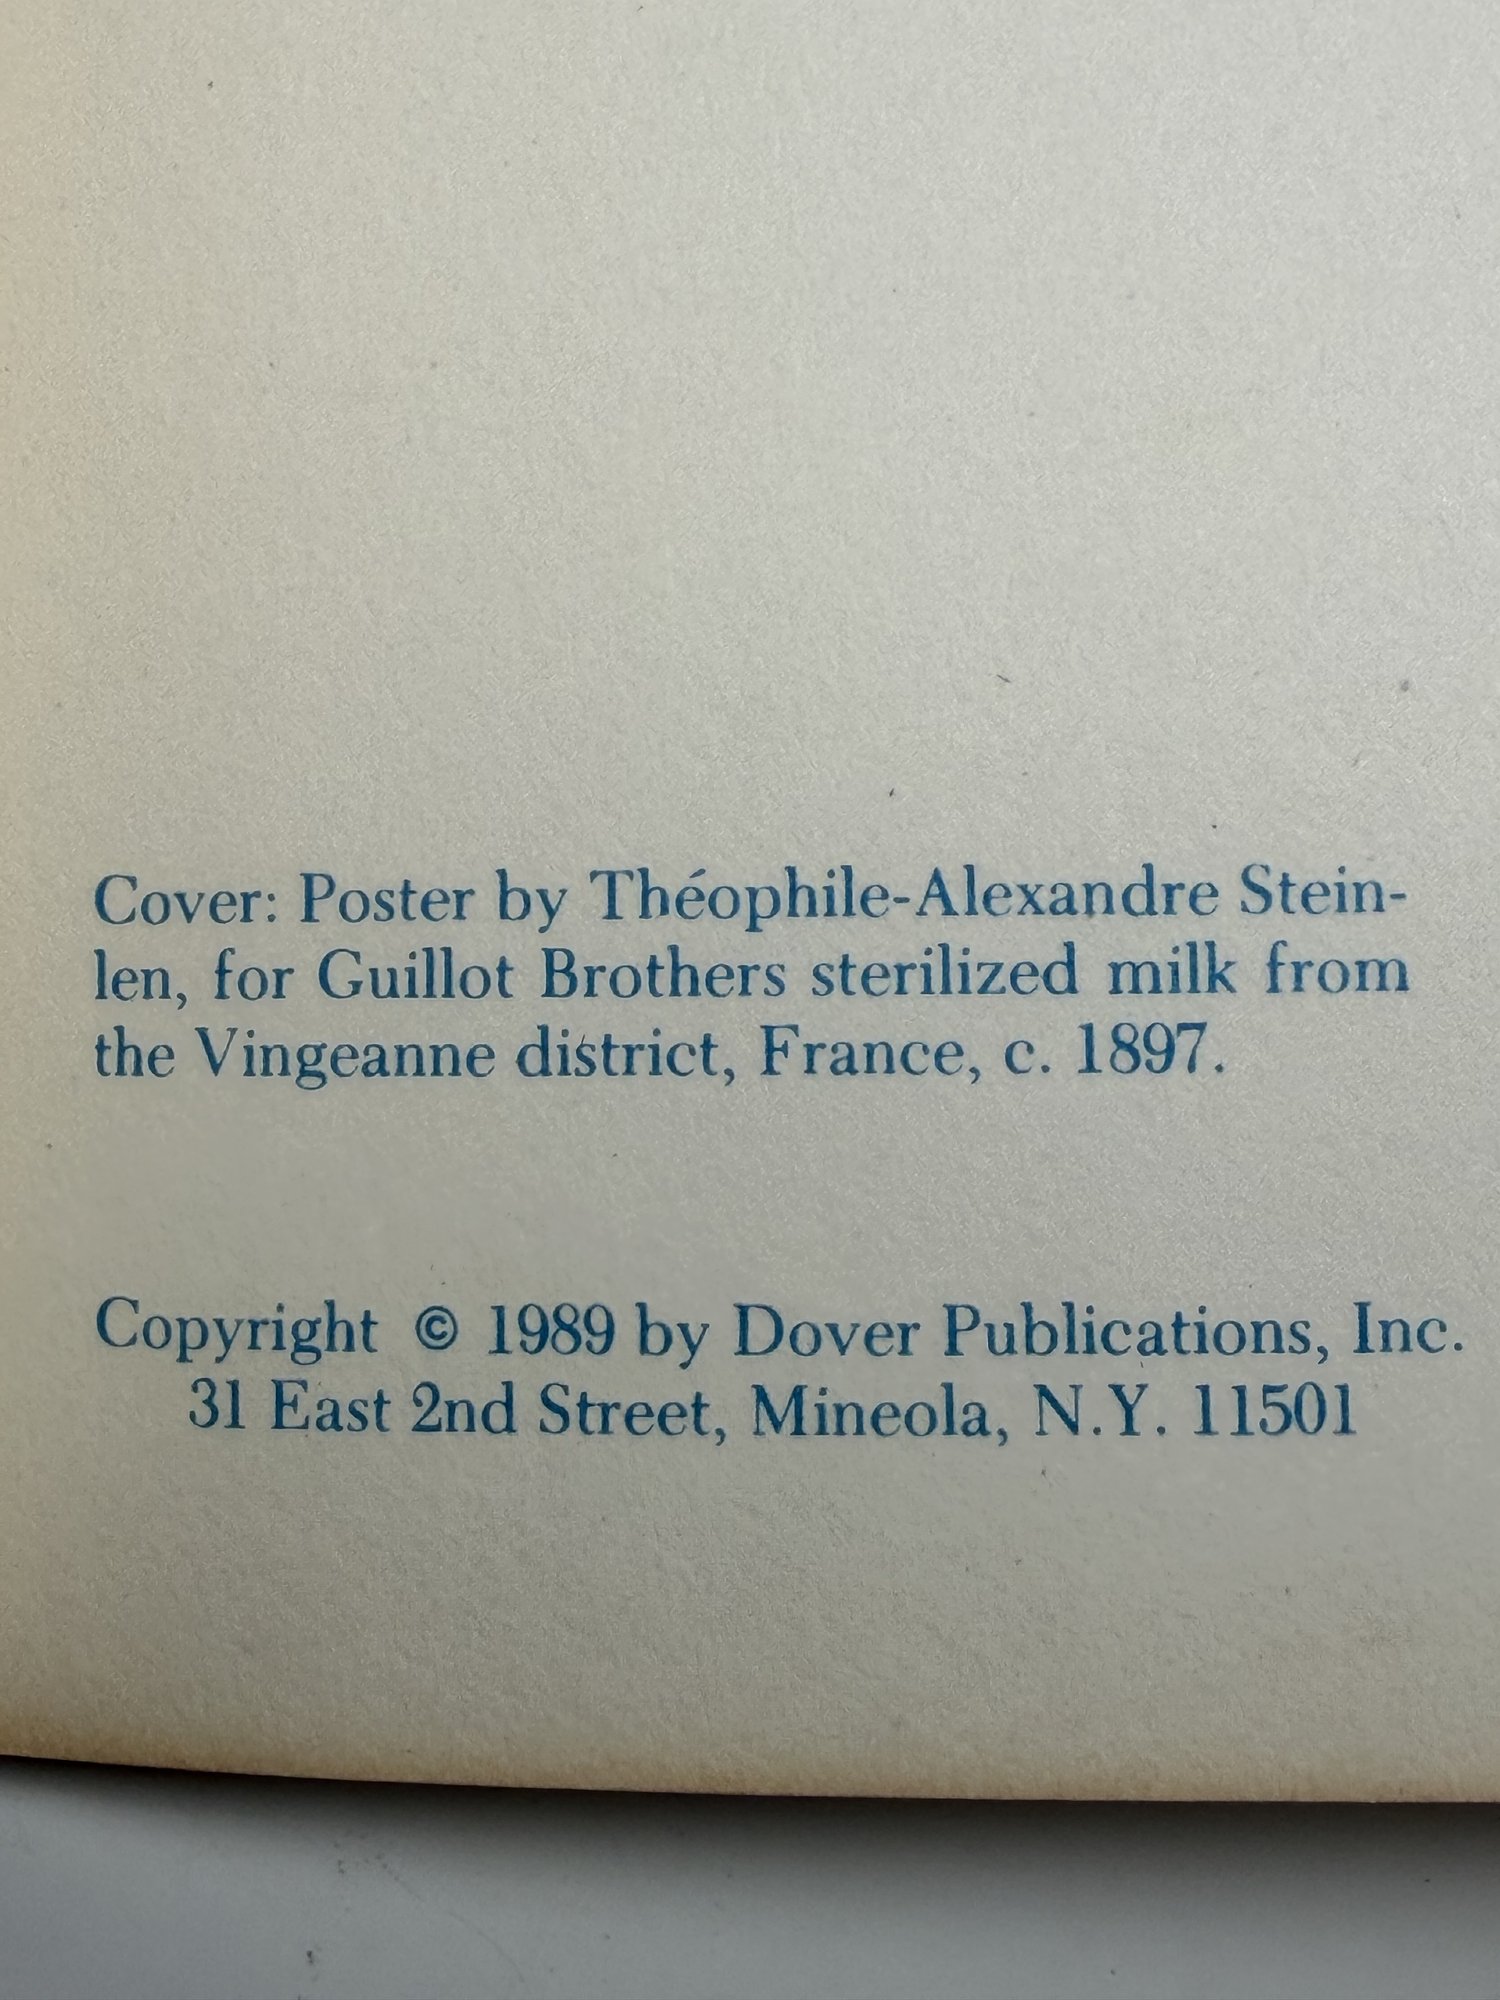 Cover: Poster by Théophile-Alexandre Stein-
len, for Guillot Brothers sterilized milk from
the Vingeanne district, France, c. 1897.
Copyright © 1989 by Dover Publications, Inc.
31 East 2nd Street, Mineola, N.Y. 11501